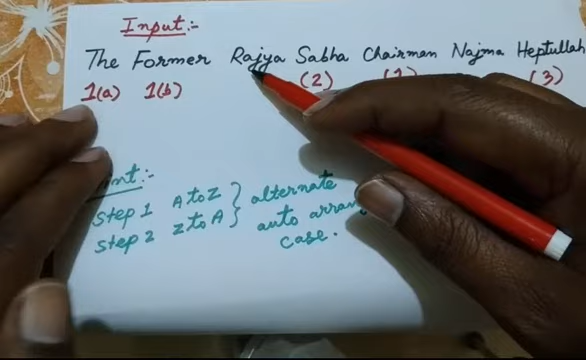 Input:-
The Former Rajya Sabha Chairman Najma Heptullah
1(a) 1(b) (2) (1) (3)
Step 1 A to Z } alternate
Step 2 Z to A auto
case.